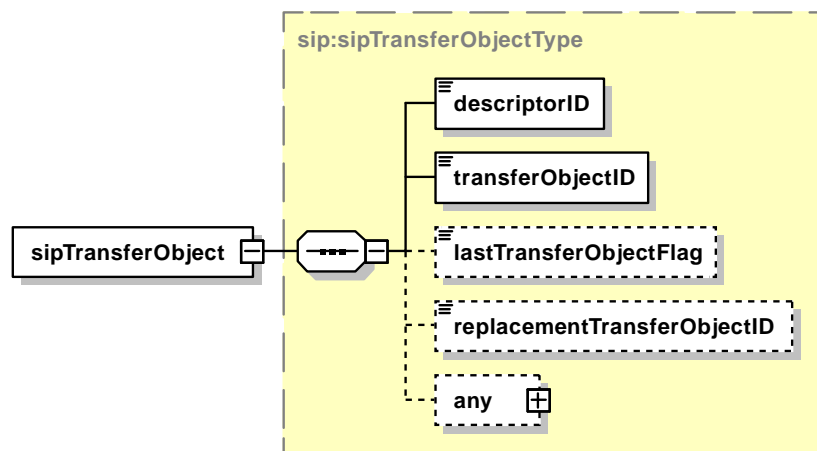 sip:sipTransferObjectType
descriptorID
transferObjectID
sipTransferObject
lastTransferObjectFlag
replacementTransferObjectID
any